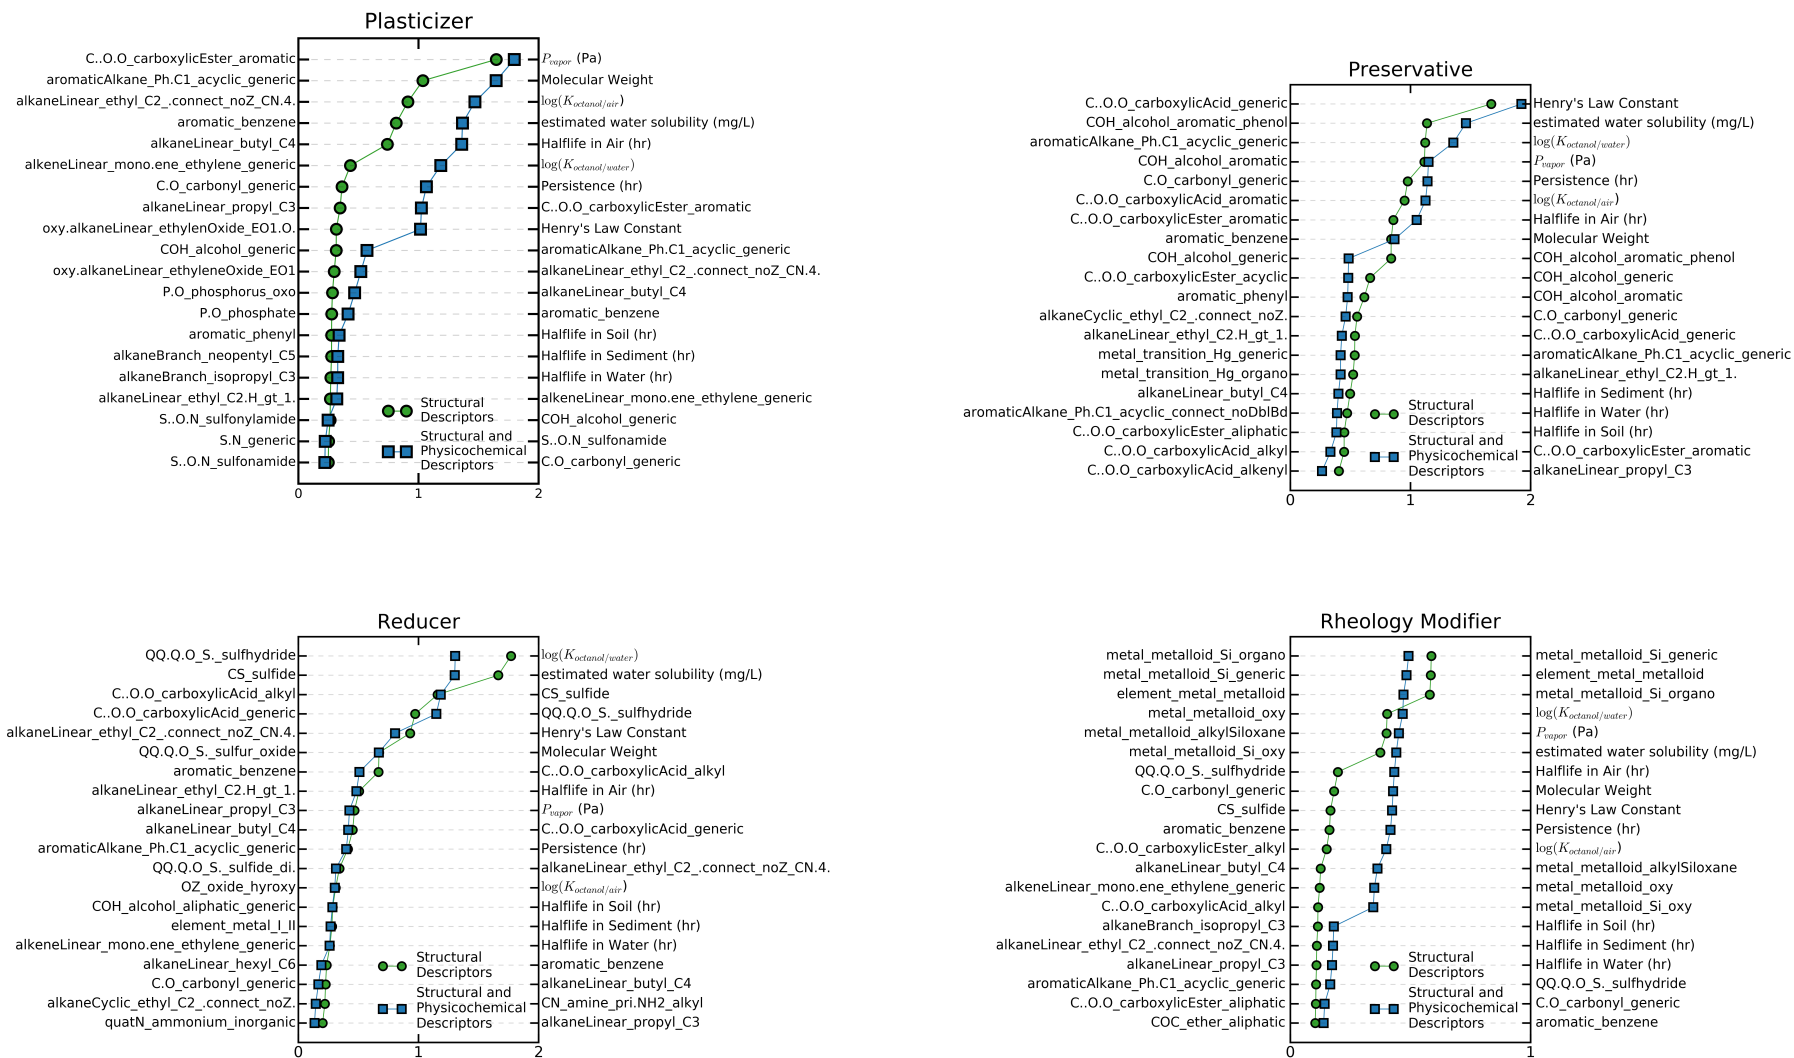 Plasticizer
C..O.O_carboxylicEster_aromatic
aromaticAlkane_Ph.C1_acyclic_generic
alkaneLinear_ethyl_C2_.connect_noZ_CN.4.
aromatic_benzene
alkaneLinear_butyl_C4
alkeneLinear_mono.ene_ethylene_generic
C.O_carbonyl_generic
alkaneLinear_propyl_C3
oxy.alkaneLinear_ethylenOxide_EO1.O.
COH_alcohol_generic
oxy.alkaneLinear_ethyleneOxide_EO1
P.O_phosphorus_oxo
P.O_phosphate
aromatic_phenyl
alkaneBranch_neopentyl_C5
alkaneBranch_isopropyl_C3
alkaneLinear_ethyl_C2.H_gt_1.
S..O.N_sulfonylamide
S.N_generic
S..O.N_sulfonamide
P_vapor (Pa)
Molecular Weight
log(K_octanol/air)
estimated water solubility (mg/L)
Halflife in Air (hr)
log(K_octanol/water)
Persistence (hr)
C..O.O_carboxylicEster_aromatic
Henry's Law Constant
aromaticAlkane_Ph.C1_acyclic_generic
alkaneLinear_ethyl_C2_.connect_noZ_CN.4.
alkaneLinear_butyl_C4
aromatic_benzene
Halflife in Soil (hr)
Halflife in Sediment (hr)
Halflife in Water (hr)
alkeneLinear_mono.ene_ethylene_generic
COH_alcohol_generic
S..O.N_sulfonamide
C.O_carbonyl_generic
Structural
Descriptors
Structural and
Physicochemical
Descriptors
0 1 2
Preservative
C..O.O_carboxylicAcid_generic
COH_alcohol_aromatic_phenol
aromaticAlkane_Ph.C1_acyclic_generic
COH_alcohol_aromatic
C.O_carbonyl_generic
C..O.O_carboxylicAcid_aromatic
C..O.O_carboxylicEster_aromatic
aromatic_benzene
COH_alcohol_generic
C..O.O_carboxylicEster_acyclic
aromatic_phenyl
alkaneCyclic_ethyl_C2_.connect_noZ.
alkaneLinear_ethyl_C2.H_gt_1.
metal_transition_Hg_generic
metal_transition_Hg_organo
alkaneLinear_butyl_C4
aromaticAlkane_Ph.C1_acyclic_connect_noDblBd
C..O.O_carboxylicEster_aliphatic
C..O.O_carboxylicAcid_alkyl
C..O.O_carboxylicAcid_alkenyl
Henry's Law Constant
estimated water solubility (mg/L)
log(K_octanol/water)
P_vapor (Pa)
Persistence (hr)
log(K_octanol/air)
Halflife in Air (hr)
Molecular Weight
COH_alcohol_aromatic_phenol
COH_alcohol_generic
COH_alcohol_aromatic
C.O_carbonyl_generic
C..O.O_carboxylicAcid_generic
aromaticAlkane_Ph.C1_acyclic_generic
alkaneLinear_ethyl_C2.H_gt_1.
Halflife in Sediment (hr)
Halflife in Water (hr)
Halflife in Soil (hr)
C..O.O_carboxylicEster_aromatic
alkaneLinear_propyl_C3
Structural
Descriptors
Structural and
Physicochemical
Descriptors
0 1 2
Reducer
QQ.Q.O_S._sulfhydride
CS_sulfide
C..O.O_carboxylicAcid_alkyl
C..O.O_carboxylicAcid_generic
alkaneLinear_ethyl_C2_.connect_noZ_CN.4.
QQ.Q.O_S._sulfur_oxide
aromatic_benzene
alkaneLinear_ethyl_C2.H_gt_1.
alkaneLinear_propyl_C3
alkaneLinear_butyl_C4
aromaticAlkane_Ph.C1_acyclic_generic
QQ.Q.O_S._sulfide_di.
OZ_oxide_hyroxy
COH_alcohol_aliphatic_generic
element_metal_I_II
alkeneLinear_mono.ene_ethylene_generic
alkaneLinear_hexyl_C6
C.O_carbonyl_generic
alkaneCyclic_ethyl_C2_.connect_noZ.
quatN_ammonium_inorganic
log(K_octanol/water)
estimated water solubility (mg/L)
CS_sulfide
QQ.Q.O_S._sulfhydride
Henry's Law Constant
Molecular Weight
C..O.O_carboxylicAcid_alkyl
Halflife in Air (hr)
P_vapor (Pa)
C..O.O_carboxylicAcid_generic
Persistence (hr)
alkaneLinear_ethyl_C2_.connect_noZ_CN.4.
log(K_octanol/air)
Halflife in Soil (hr)
Halflife in Sediment (hr)
Halflife in Water (hr)
aromatic_benzene
alkaneLinear_butyl_C4
CN_amine_pri.NH2_alkyl
alkaneLinear_propyl_C3
Structural
Descriptors
Structural and
Physicochemical
Descriptors
0 1 2
Rheology Modifier
metal_metalloid_Si_organo
metal_metalloid_Si_generic
element_metal_metalloid
metal_metalloid_oxy
metal_metalloid_alkylSiloxane
metal_metalloid_Si_oxy
QQ.Q.O_S._sulfhydride
C.O_carbonyl_generic
CS_sulfide
aromatic_benzene
C..O.O_carboxylicEster_alkyl
alkaneLinear_butyl_C4
alkeneLinear_mono.ene_ethylene_generic
C..O.O_carboxylicAcid_alkyl
alkaneBranch_isopropyl_C3
alkaneLinear_ethyl_C2_.connect_noZ_CN.4.
alkaneLinear_propyl_C3
aromaticAlkane_Ph.C1_acyclic_generic
C..O.O_carboxylicEster_aliphatic
COC_ether_aliphatic
metal_metalloid_Si_generic
element_metal_metalloid
metal_metalloid_Si_organo
log(K_octanol/water)
P_vapor (Pa)
estimated water solubility (mg/L)
Halflife in Air (hr)
Molecular Weight
Henry's Law Constant
Persistence (hr)
log(K_octanol/air)
metal_metalloid_alkylSiloxane
metal_metalloid_oxy
metal_metalloid_Si_oxy
Halflife in Soil (hr)
Halflife in Sediment (hr)
Halflife in Water (hr)
QQ.Q.O_S._sulfhydride
C.O_carbonyl_generic
aromatic_benzene
Structural
Descriptors
Structural and
Physicochemical
Descriptors
0 1